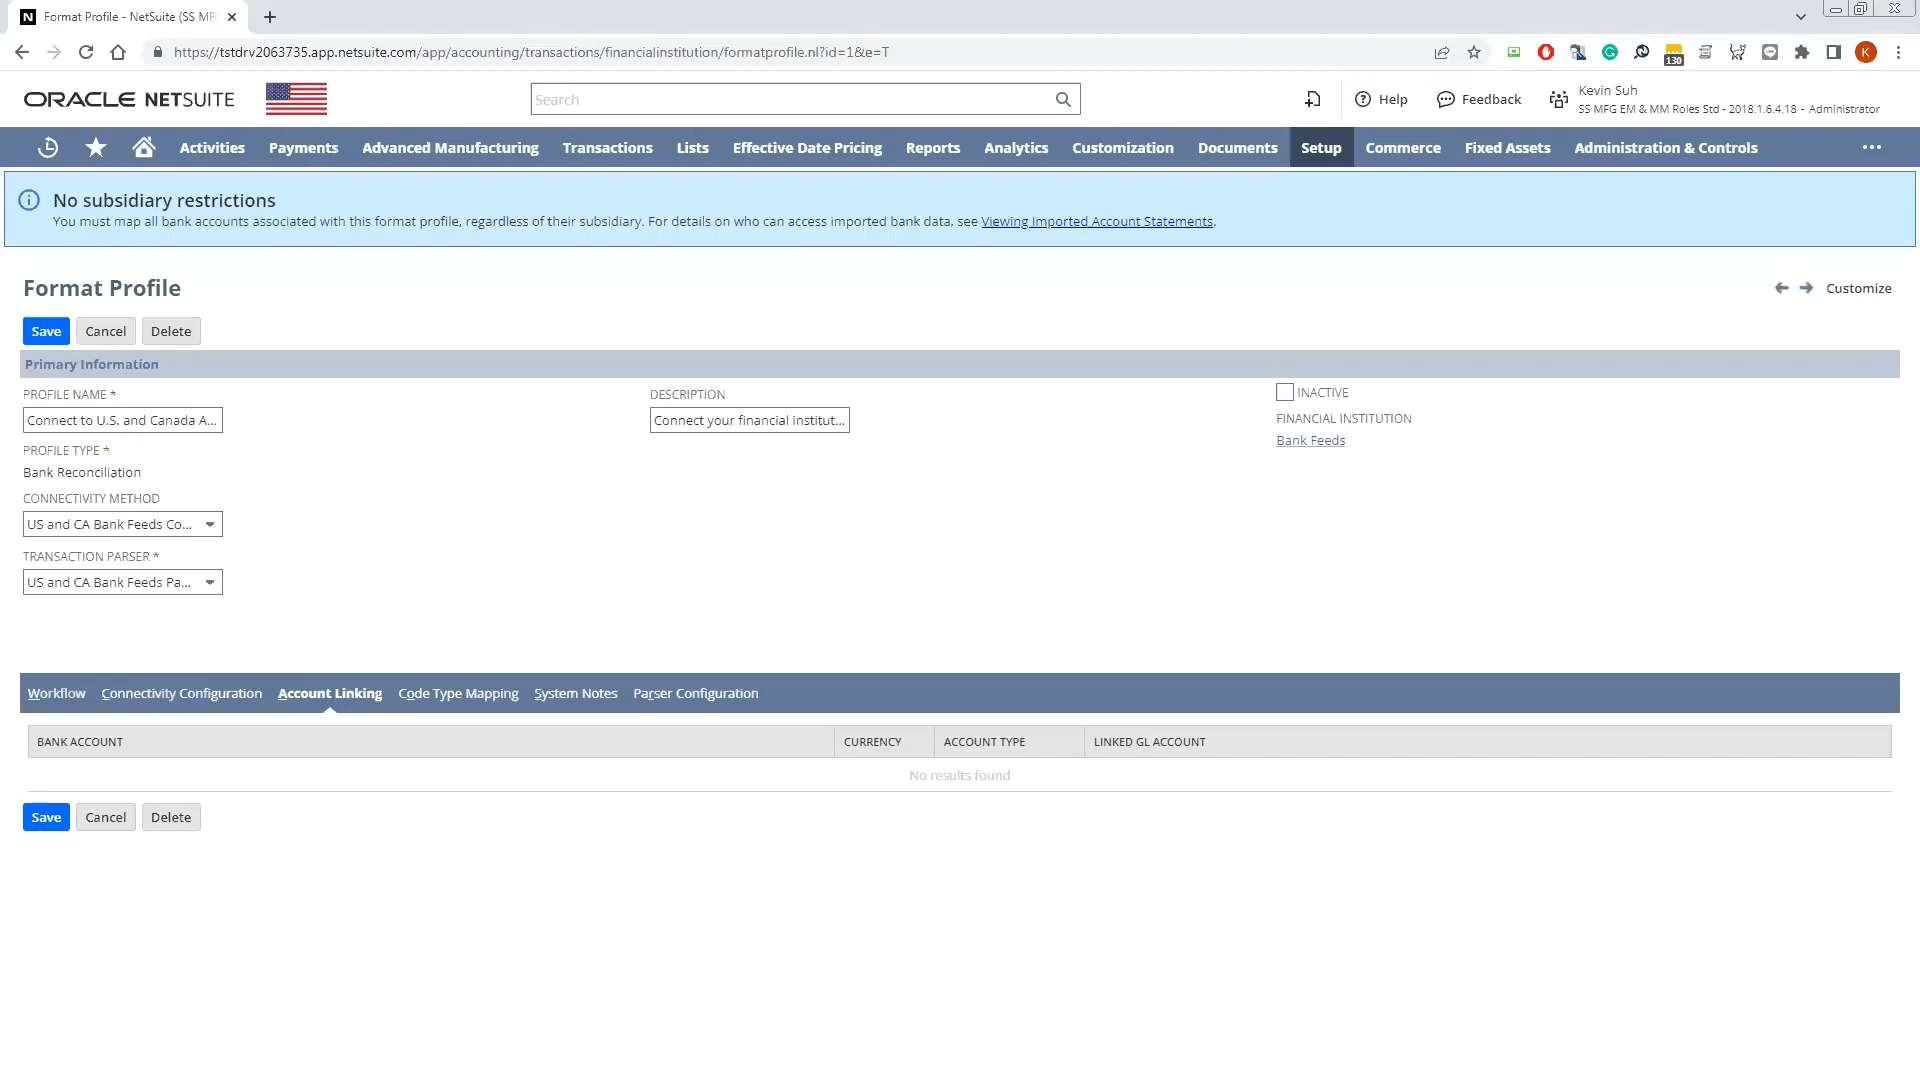 Format Profile - NetSuite (SS MF
https://tstdrv2063735.app.netsuite.com/app/accounting/transactions/financialinstitution/formatprofile.nl?id=1&e=T
130
K
ORACLE NETSUITE
Search
Help
Feedback
Kevin Suh
SS MFG EM & MM Roles Std - 2018.1.6.4.18 - Administrator
Activities Payments Advanced Manufacturing Transactions Lists Effective Date Pricing Reports Analytics Customization Documents Setup Commerce Fixed Assets Administration & Controls
No subsidiary restrictions
You must map all bank accounts associated with this format profile, regardless of their subsidiary. For details on who can access imported bank data, see Viewing Imported Account Statements.
Format Profile
Customize
Save Cancel Delete
Primary Information
PROFILE NAME *
Connect to U.S. and Canada A...
PROFILE TYPE *
Bank Reconciliation
CONNECTIVITY METHOD
US and CA Bank Feeds Co...
TRANSACTION PARSER *
US and CA Bank Feeds Pa...
DESCRIPTION
Connect your financial institut...
INACTIVE
FINANCIAL INSTITUTION
Bank Feeds
Workflow Connectivity Configuration Account Linking Code Type Mapping System Notes Parser Configuration
BANK ACCOUNT CURRENCY ACCOUNT TYPE LINKED GL ACCOUNT
No results found
Save Cancel Delete